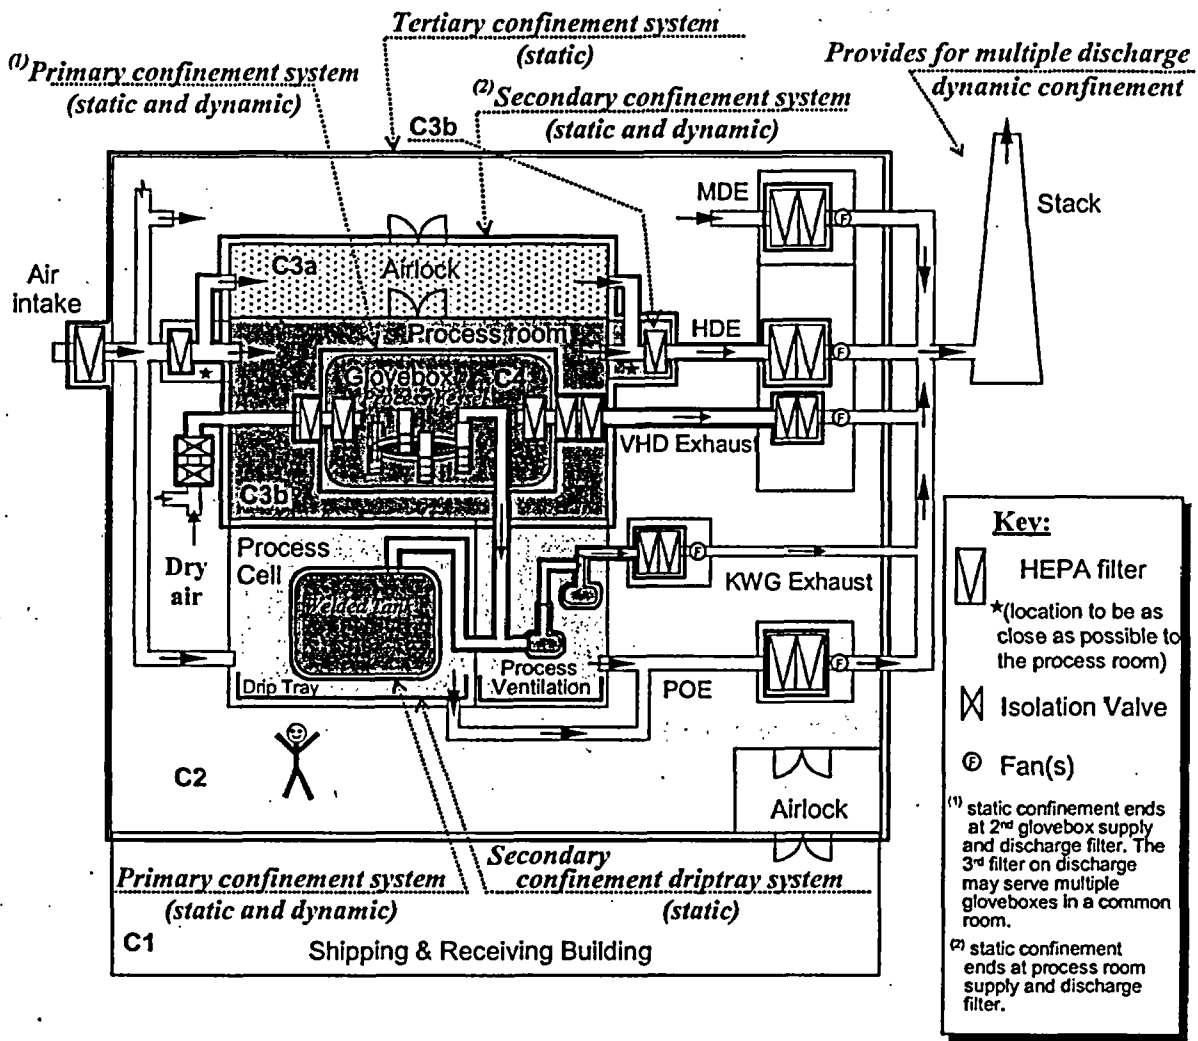 Tertiary confinement system
(static)
(1)Primary confinement system
(static and dynamic)
(2)Secondary confinement system
(static and dynamic)
Provides for multiple discharge
dynamic confinement
C3b
MDE
Stack
Air
intake
C3a
Airlock
Process room
HDE
Glovebox C4
Process Vessel
VHD Exhaust
C3b
Dry
air
Process
Cell
Welded Tank
KWG Exhaust
Process
Ventilation
Drip Tray
POE
C2
Airlock
Primary confinement system
(static and dynamic)
Secondary
confinement driptray system
(static)
C1
Shipping & Receiving Building
Key:
HEPA filter
★(location to be as
close as possible to
the process room)
Isolation Valve
F Fan(s)
(1) static confinement ends
at 2nd glovebox supply
and discharge filter. The
3rd filter on discharge
may serve multiple
gloveboxes in a common
room.
(2) static confinement
ends at process room
supply and discharge
filter.